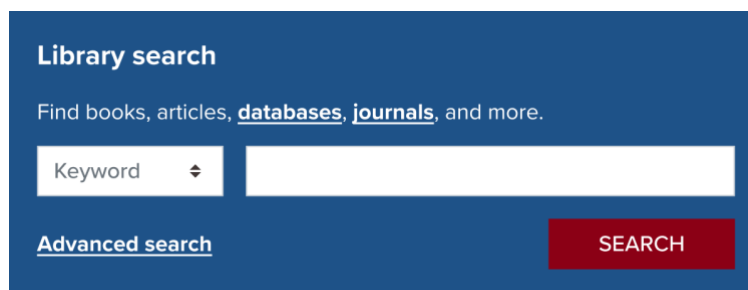 Library search
Find books, articles, databases, journals, and more.
Keyword
Advanced search
SEARCH